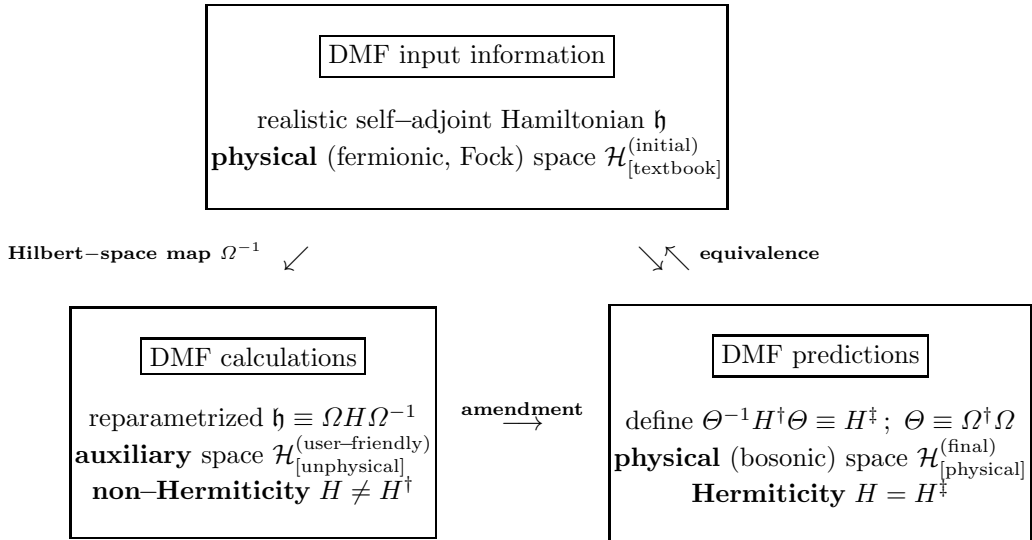 DMF input information
realistic self–adjoint Hamiltonian 𝔥
physical (fermionic, Fock) space ℋ^{(initial)}_{[textbook]}
Hilbert–space map Ω⁻¹ ↙ ↘↖ equivalence
DMF calculations
reparametrized 𝔥 ≡ ΩHΩ⁻¹
auxiliary space ℋ^{(user–friendly)}_{[unphysical]}
non–Hermiticity H ≠ H†
amendment
⟶
DMF predictions
define Θ⁻¹H†Θ ≡ H‡ ; Θ ≡ Ω†Ω
physical (bosonic) space ℋ^{(final)}_{[physical]}
Hermiticity H = H‡